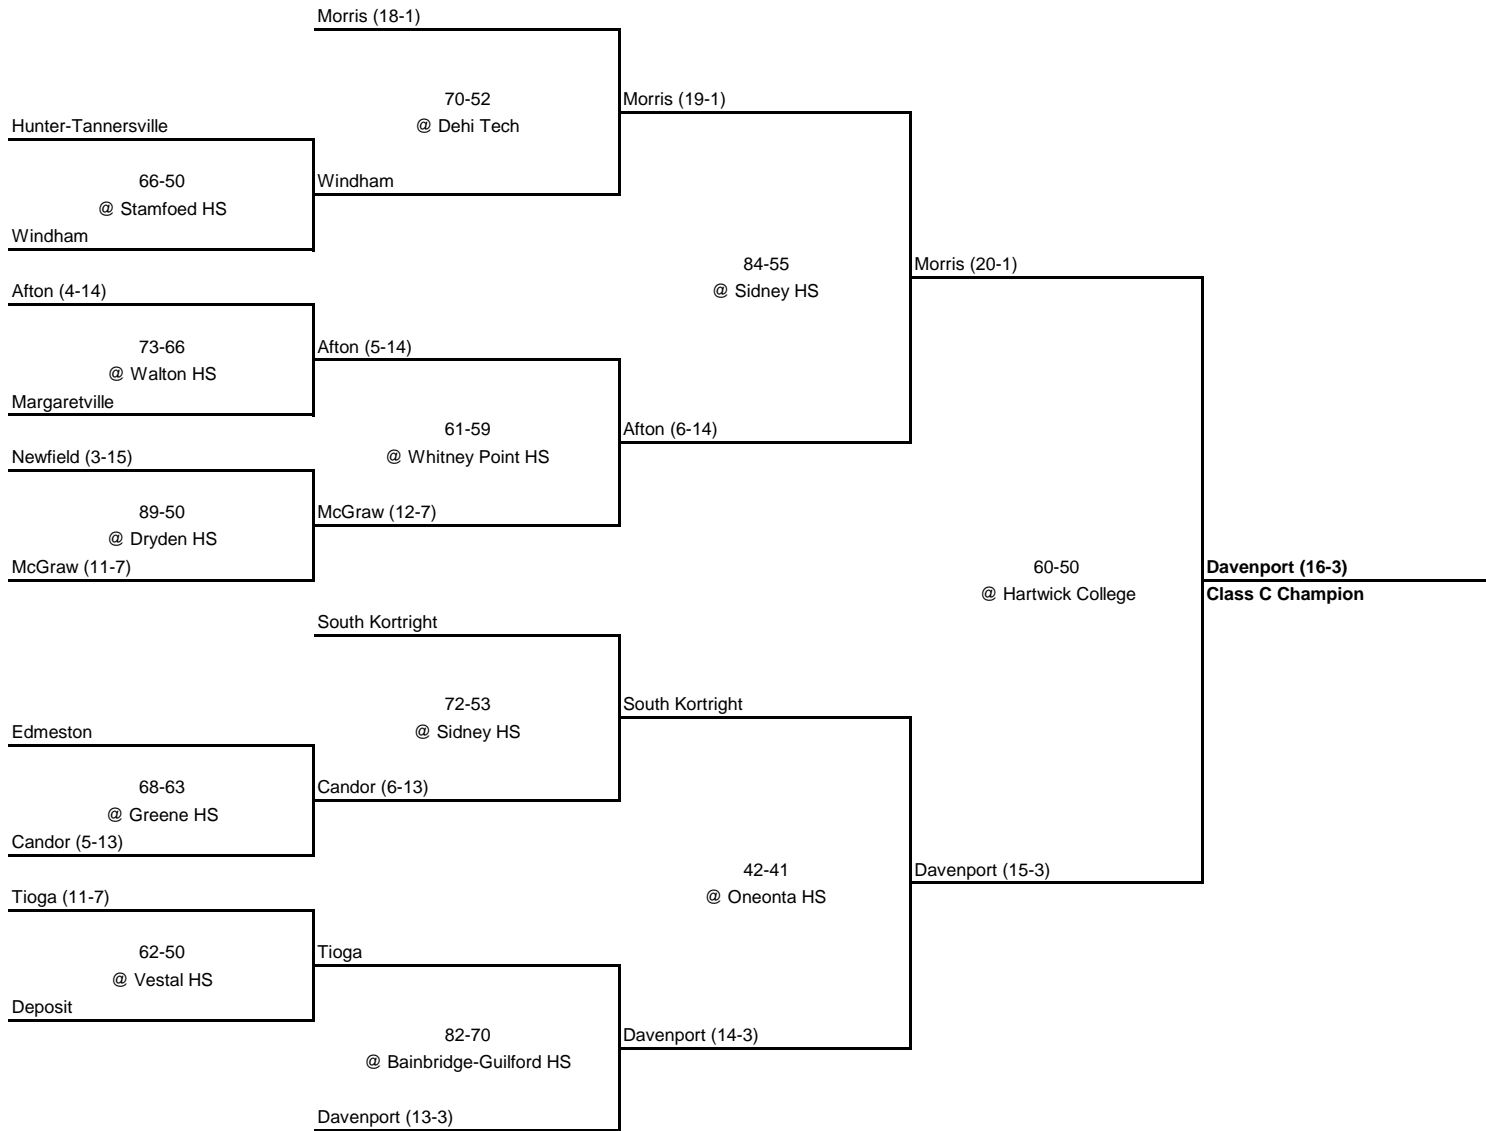 Morris (18-1)
70-52
@ Dehi Tech
Morris (19-1)
Hunter-Tannersville
66-50
@ Stamfoed HS
Windham
Windham
84-55
@ Sidney HS
Morris (20-1)
Afton (4-14)
73-66
@ Walton HS
Afton (5-14)
Margaretville
61-59
@ Whitney Point HS
Afton (6-14)
Newfield (3-15)
89-50
@ Dryden HS
McGraw (12-7)
McGraw (11-7)
60-50
@ Hartwick College
Davenport (16-3)
Class C Champion
South Kortright
72-53
@ Sidney HS
South Kortright
Edmeston
68-63
@ Greene HS
Candor (6-13)
Candor (5-13)
42-41
@ Oneonta HS
Davenport (15-3)
Tioga (11-7)
62-50
@ Vestal HS
Tioga
Deposit
82-70
@ Bainbridge-Guilford HS
Davenport (14-3)
Davenport (13-3)